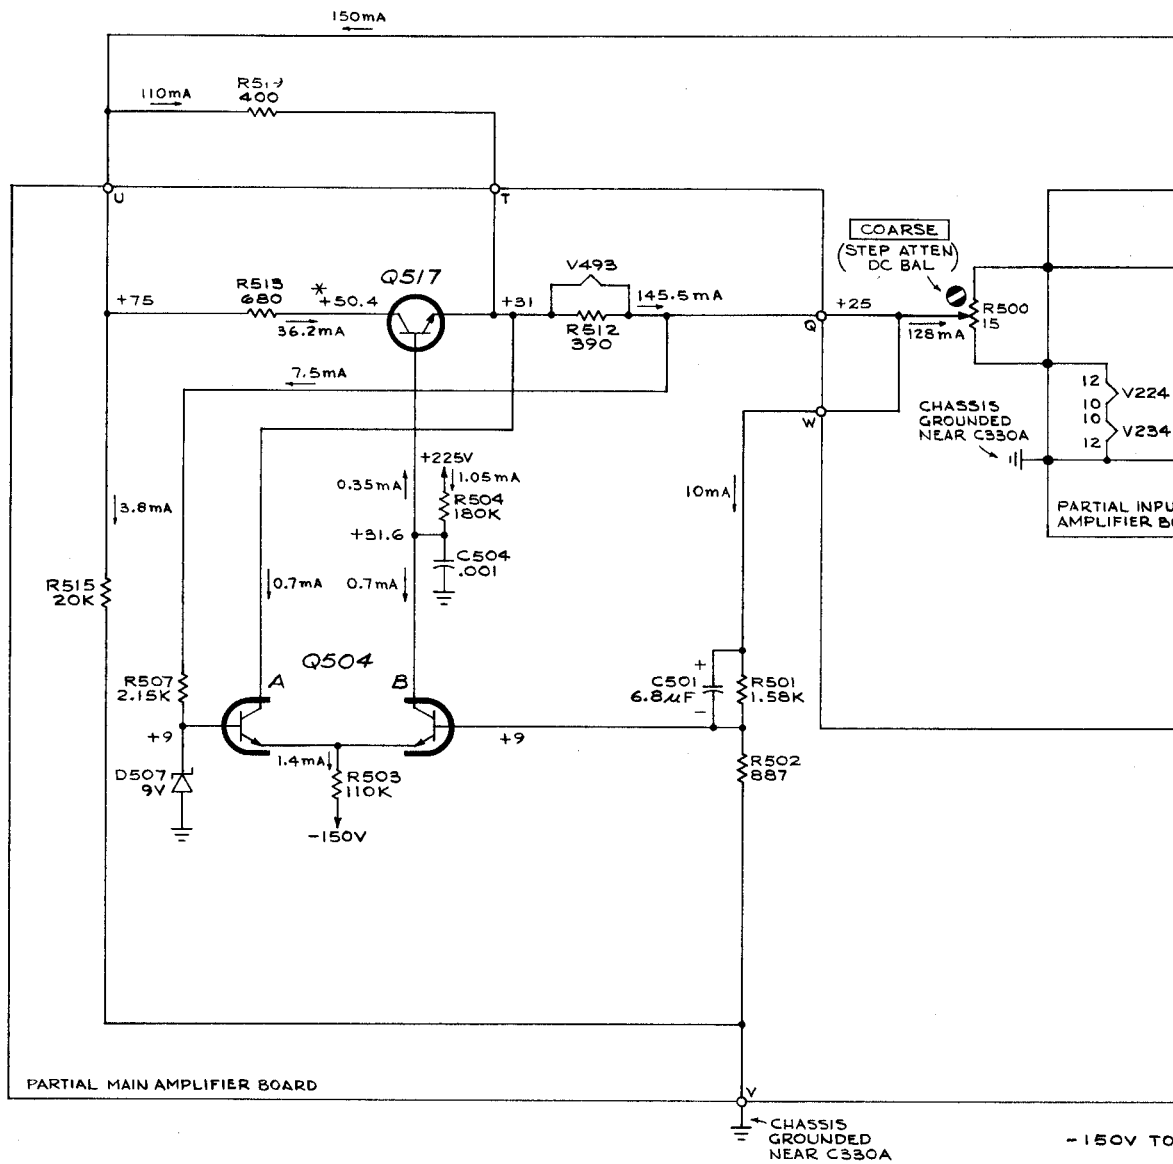 150mA
R51
400
110mA
U
T
COARSE
(STEP ATTEN)
DC BAL
Q517
V493
R513
680
*
+50.4
+75
+31
145.5mA
+25
R500
15
36.2mA
R512
390
Q
128mA
7.5mA
12
10
V224
10
12
V234
CHASSIS
GROUNDED
NEAR C330A
W
+225V
1.05mA
0.35mA
R504
180K
10mA
3.8mA
+31.6
PARTIAL INPU
AMPLIFIER B
C504
.001
R515
20K
0.7mA
0.7mA
Q504
A
B
R507
2.15K
+
C501
6.8µF
-
R501
1.58K
+9
+9
1.4mA
R503
110K
R502
887
D507
9V
-150V
PARTIAL MAIN AMPLIFIER BOARD
V
CHASSIS
GROUNDED
NEAR C330A
-150V TO